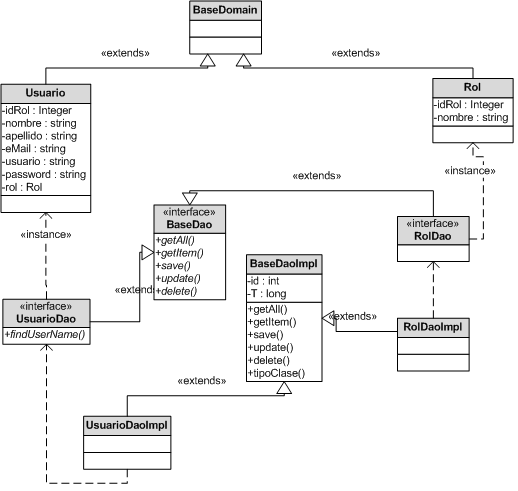 BaseDomain
«extends»
«extends»
Usuario
-idRol : Integer
-nombre : string
-apellido : string
-eMail : string
-usuario : string
-password : string
-rol : Rol
Rol
-idRol : Integer
-nombre : string
«instance»
«extends»
«interface»
BaseDao
+getAll()
+getItem()
+save()
+update()
+delete()
«interface»
RolDao
«instance»
«extends»
BaseDaoImpl
-id : int
-T : long
+getAll()
+getItem()
+save()
+update()
+delete()
+tipoClase()
«interface»
UsuarioDao
+findUserName()
«extends»
RolDaoImpl
«extends»
UsuarioDaoImpl